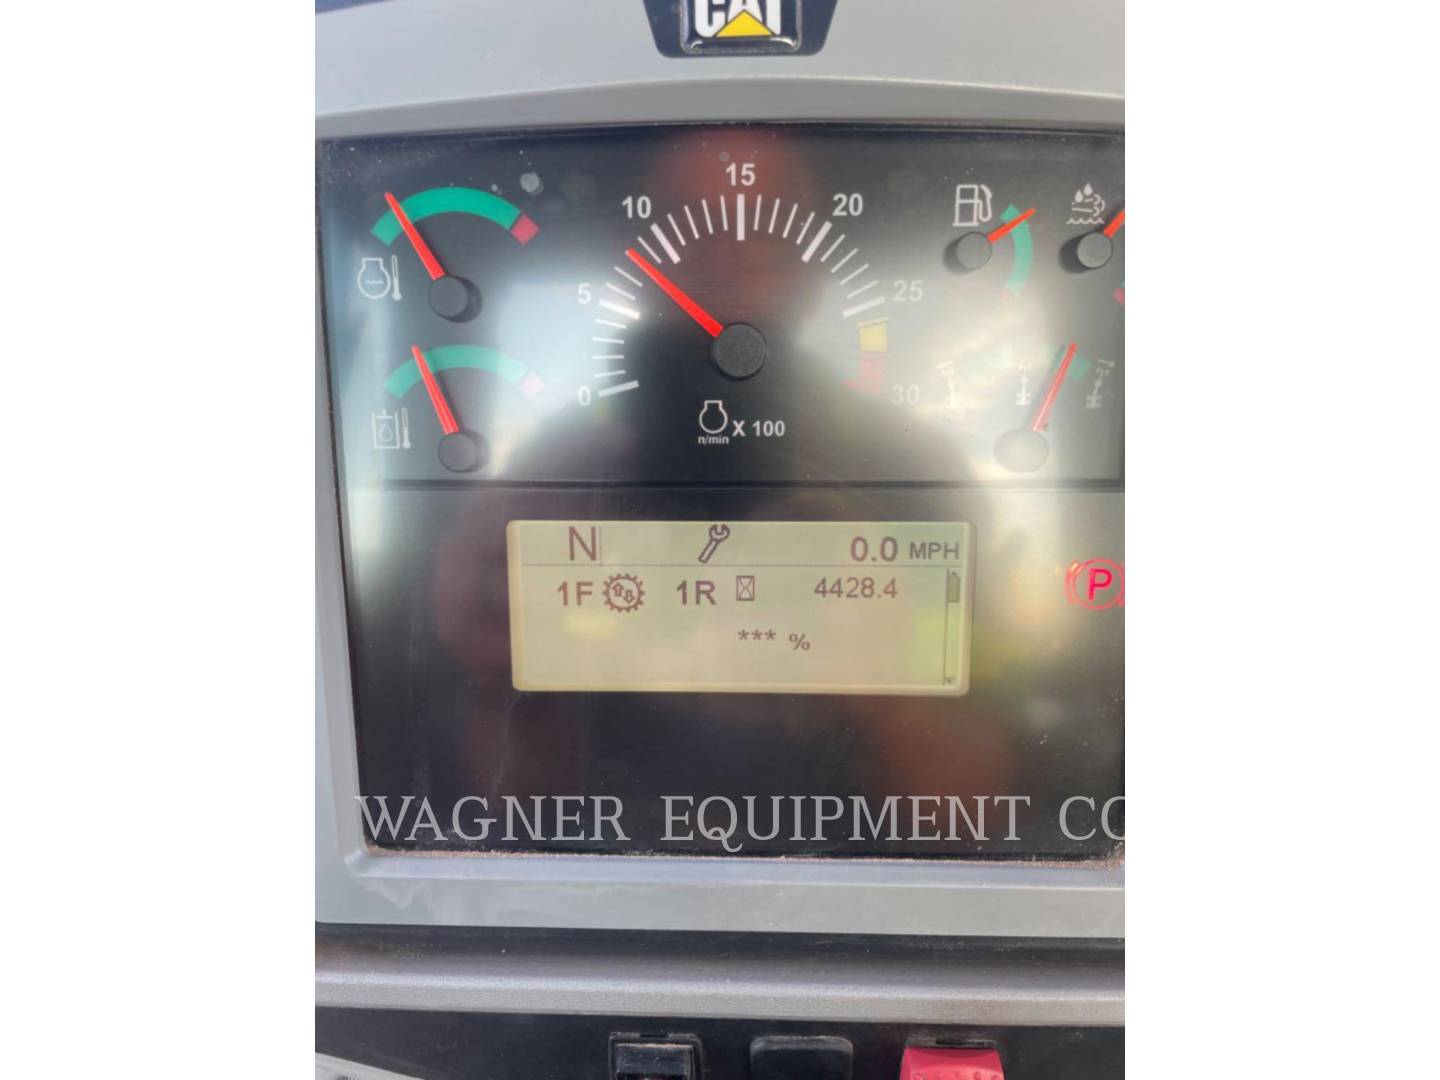 CAT
15
10 20
5 25
0 30
n/min X 100
N 0.0 MPH
1F 1R 4428.4
*** %
P
WAGNER EQUIPMENT CO